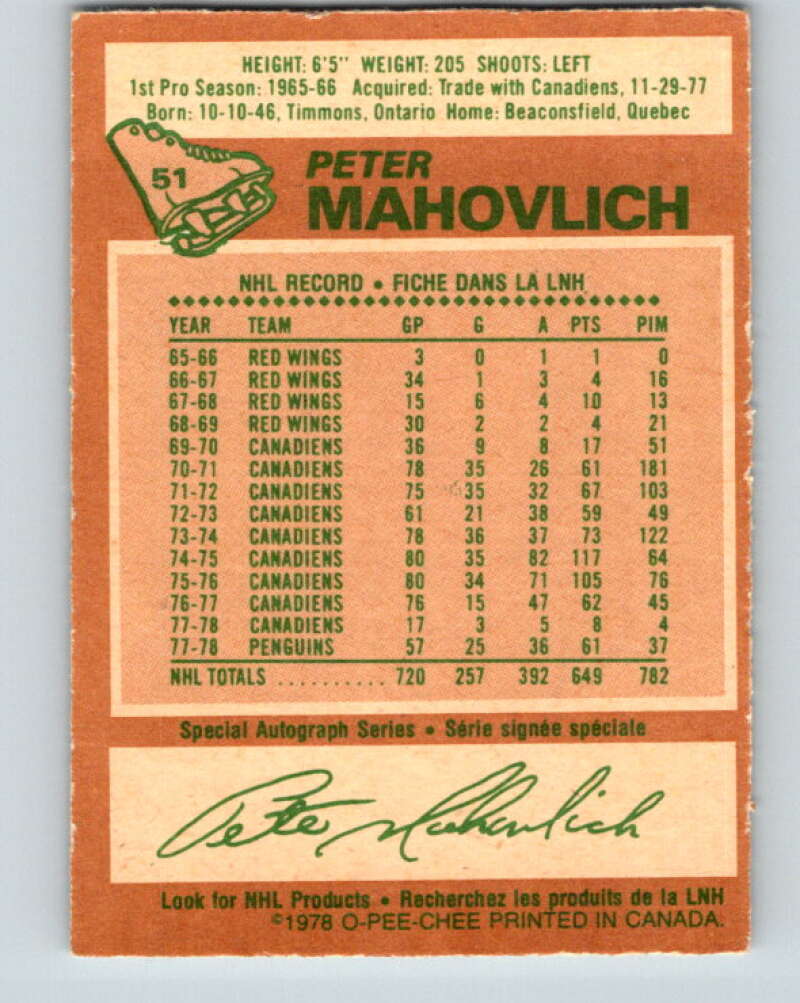 HEIGHT: 6'5" WEIGHT: 205 SHOOTS: LEFT
1st Pro Season: 1965-66 Acquired: Trade with Canadiens, 11-29-77
Born: 10-10-46, Timmons, Ontario Home: Beaconsfield, Quebec
51
PETER
MAHOVLICH
NHL RECORD • FICHE DANS LA LNH
YEAR TEAM GP G A PTS PIM
65-66 RED WINGS 3 0 1 1 0
66-67 RED WINGS 34 1 3 4 16
67-68 RED WINGS 15 6 4 10 13
68-69 RED WINGS 30 2 2 4 21
69-70 CANADIENS 36 9 8 17 51
70-71 CANADIENS 78 35 26 61 181
71-72 CANADIENS 75 35 32 67 103
72-73 CANADIENS 61 21 38 59 49
73-74 CANADIENS 78 36 37 73 122
74-75 CANADIENS 80 35 82 117 64
75-76 CANADIENS 80 34 71 105 76
76-77 CANADIENS 76 15 47 62 45
77-78 CANADIENS 17 3 5 8 4
77-78 PENGUINS 57 25 36 61 37
NHL TOTALS .......... 720 257 392 649 782
Special Autograph Series • Série signée spéciale
Pete Mahovlich
Look for NHL Products • Recherchez les produits de la LNH
©1978 O-PEE-CHEE PRINTED IN CANADA.